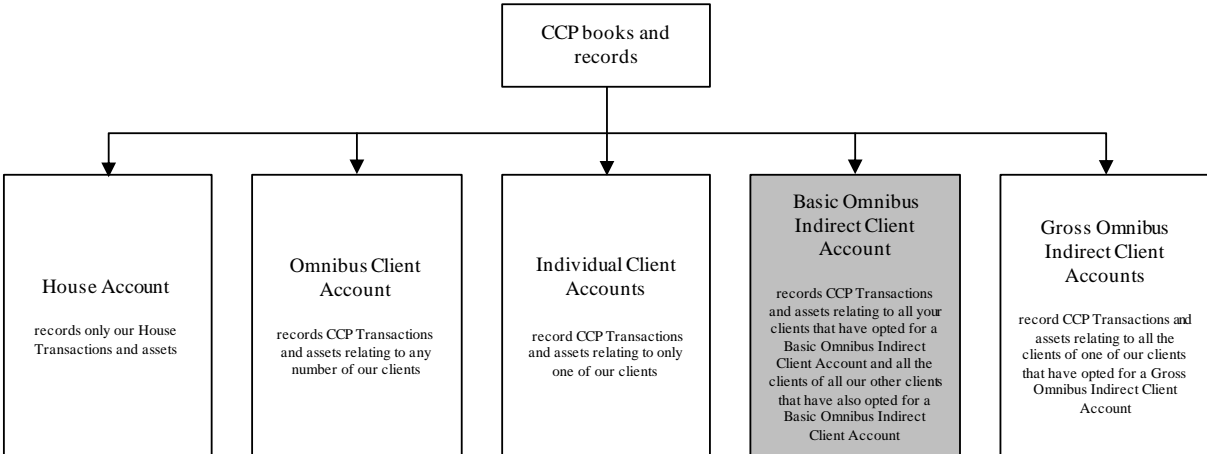 CCP books and
records
House Account
records only our House
Transactions and assets
Omnibus Client
Account
records CCP Transactions
and assets relating to any
number of our clients
Individual Client
Accounts
record CCP Transactions
and assets relating to only
one of our clients
Basic Omnibus
Indirect Client
Account
records CCP Transactions
and assets relating to all your
clients that have opted for a
Basic Omnibus Indirect
Client Account and all the
clients of all our other clients
that have also opted for a
Basic Omnibus Indirect
Client Account
Gross Omnibus
Indirect Client
Accounts
record CCP Transactions and
assets relating to all the
clients of one of our clients
that have opted for a Gross
Omnibus Indirect Client
Account